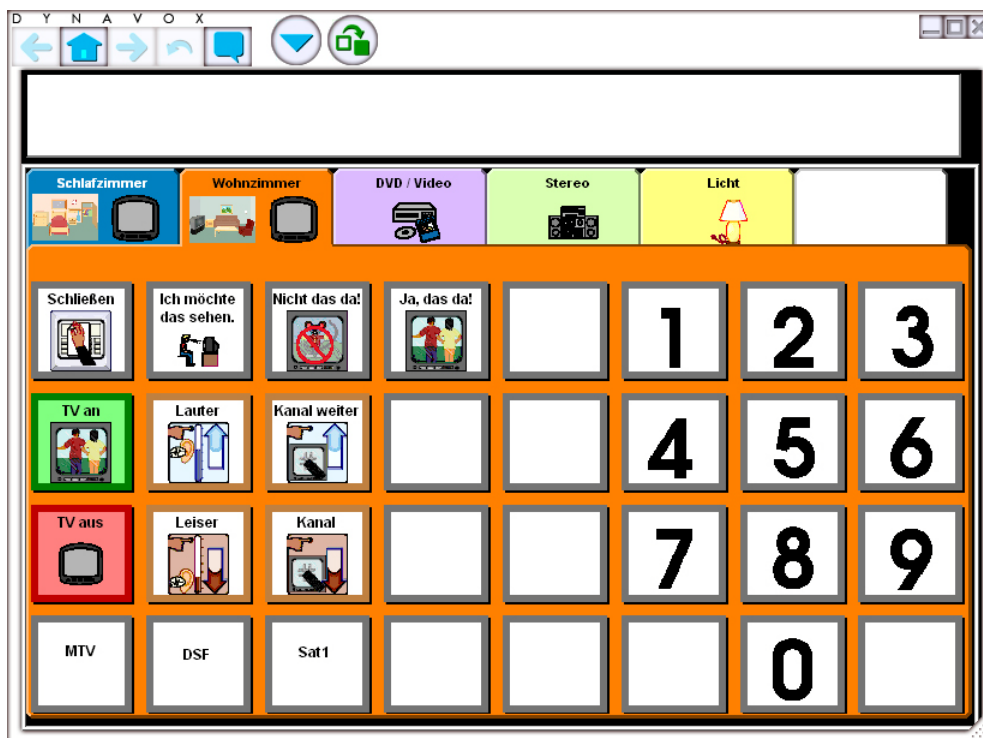 DYNAVOX
Schlafzimmer
Wohnzimmer
DVD / Video
Stereo
Licht
Schließen
Ich möchte
das sehen.
Nicht das da!
Ja, das da!
1
2
3
TV an
Lauter
Kanal weiter
4
5
6
TV aus
Leiser
Kanal
7
8
9
MTV
DSF
Sat1
0